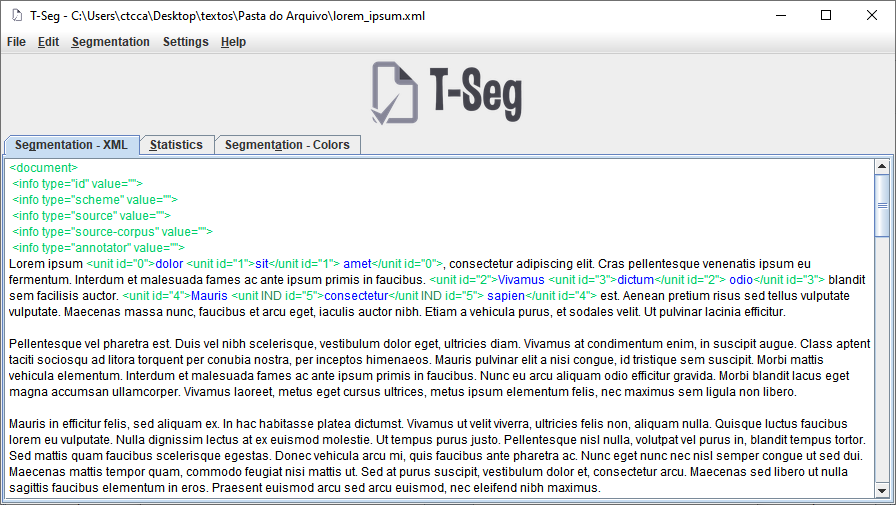 T-Seg - C:\Users\ctcca\Desktop\textos\Pasta do Arquivo\lorem_ipsum.xml
File Edit Segmentation Settings Help
T-Seg
Segmentation - XML Statistics Segmentation - Colors
<document>
<info type="id" value="">
<info type="scheme" value="">
<info type="source" value="">
<info type="source-corpus" value="">
<info type="annotator" value="">
Lorem ipsum <unit id="0">dolor <unit id="1">sit</unit id="1"> amet</unit id="0">, consectetur adipiscing elit. Cras pellentesque venenatis ipsum eu
fermentum. Interdum et malesuada fames ac ante ipsum primis in faucibus. <unit id="2">Vivamus <unit id="3">dictum</unit id="2"> odio</unit id="3"> blandit
sem facilisis auctor. <unit id="4">Mauris <unit IND id="5">consectetur</unit IND id="5"> sapien</unit id="4"> est. Aenean pretium risus sed tellus vulputate
vulputate. Maecenas massa nunc, faucibus et arcu eget, iaculis auctor nibh. Etiam a vehicula purus, et sodales velit. Ut pulvinar lacinia efficitur.
Pellentesque vel pharetra est. Duis vel nibh scelerisque, vestibulum dolor eget, ultricies diam. Vivamus at condimentum enim, in suscipit augue. Class aptent
taciti sociosqu ad litora torquent per conubia nostra, per inceptos himenaeos. Mauris pulvinar elit a nisi congue, id tristique sem suscipit. Morbi mattis
vehicula elementum. Interdum et malesuada fames ac ante ipsum primis in faucibus. Nunc eu arcu aliquam odio efficitur gravida. Morbi blandit lacus eget
magna accumsan ullamcorper. Vivamus laoreet, metus eget cursus ultrices, metus ipsum elementum felis, nec maximus sem ligula non libero.
Mauris in efficitur felis, sed aliquam ex. In hac habitasse platea dictumst. Vivamus ut velit viverra, ultricies felis non, aliquam nulla. Quisque luctus faucibus
lorem eu vulputate. Nulla dignissim lectus at ex euismod molestie. Ut tempus purus justo. Pellentesque nisl nulla, volutpat vel purus in, blandit tempus tortor.
Sed mattis quam faucibus scelerisque egestas. Donec vehicula arcu mi, quis faucibus ante pharetra ac. Nunc eget nunc nec nisl semper congue ut sed dui.
Maecenas mattis tempor quam, commodo feugiat nisi mattis ut. Sed at purus suscipit, vestibulum dolor et, consectetur arcu. Maecenas sed libero ut nulla
sagittis faucibus elementum in eros. Praesent euismod arcu sed arcu euismod, nec eleifend nibh maximus.